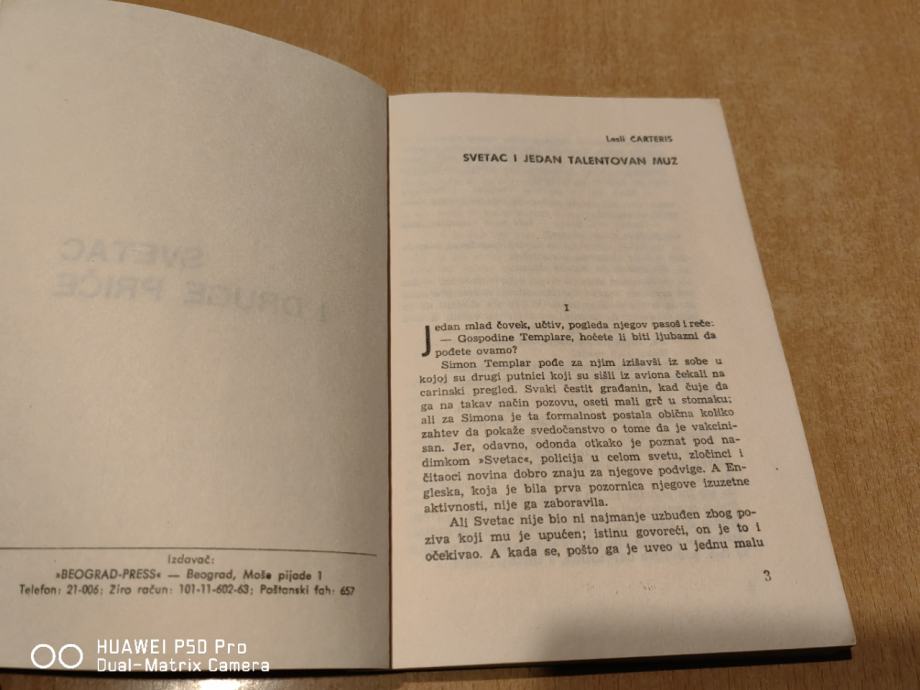 SVETAC
I DRUGE PRIČE
Izdavač:
»BEOGRAD-PRESS« — Beograd, Moše pijade 1
Telefon: 21-006; Žiro račun: 101-11-602-63; Poštanski fah: 657
Lesli ČARTERIS
SVETAC I JEDAN TALENTOVAN MUŽ
I
Jedan mlad čovek, učtiv, pogleda njegov pasoš i reče:
— Gospodine Templare, hoćete li biti ljubazni da
pođete ovamo?
Simon Templar pođe za njim izišavši iz sobe u
kojoj su drugi putnici koji su sišli iz aviona čekali na
carinski pregled. Svaki čestit građanin, kad čuje da
ga na takav način pozovu, oseti mali grč u stomaku;
ali za Simona je ta formalnost postala obična koliko
zahtev da pokaže svedočanstvo o tome da je vakcini-
san. Jer, odavno, odonda otkako je poznat pod na-
dimkom »Svetac«, policija u celom svetu, zločinci i
čitaoci novina dobro znaju za njegove podvige. A En-
gleska, koja je bila prva pozornica njegove izuzetne
aktivnosti, nije ga zaboravila.
Ali Svetac nije bio ni najmanje uzbuđen zbog po-
ziva koji mu je upućen; istinu govoreći, on je to i
očekivao. A kada se, pošto ga je uveo u jednu malu
3
HUAWEI P50 Pro
Dual-Matrix Camera